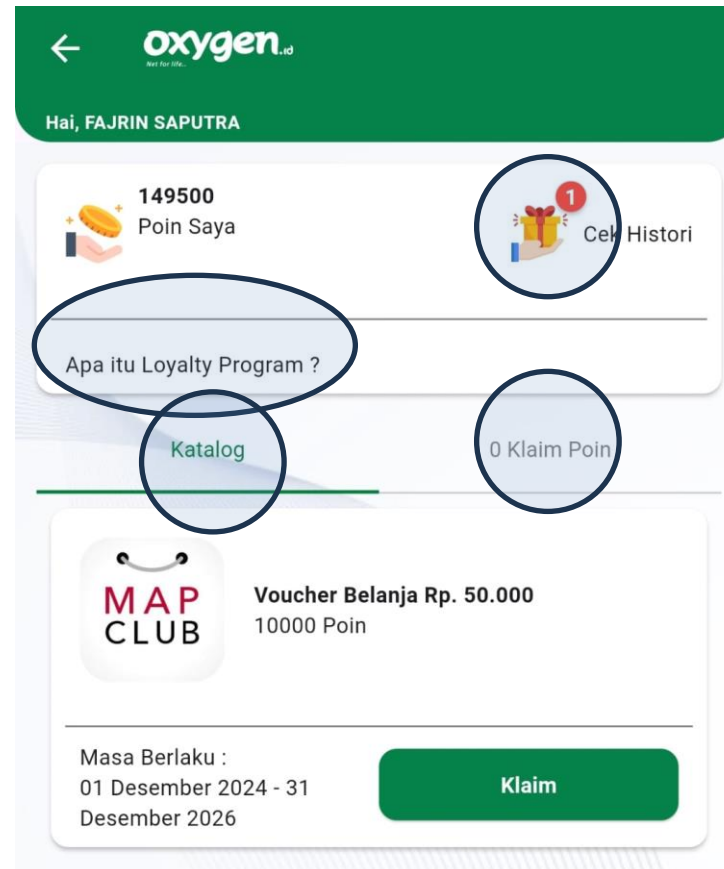 oxygen.id
Net for life..
Hai, FAJRIN SAPUTRA
149500
Poin Saya
1
Cek Histori
Apa itu Loyalty Program ?
Katalog
0 Klaim Poin
MAP
CLUB
Voucher Belanja Rp. 50.000
10000 Poin
Masa Berlaku :
01 Desember 2024 - 31
Desember 2026
Klaim